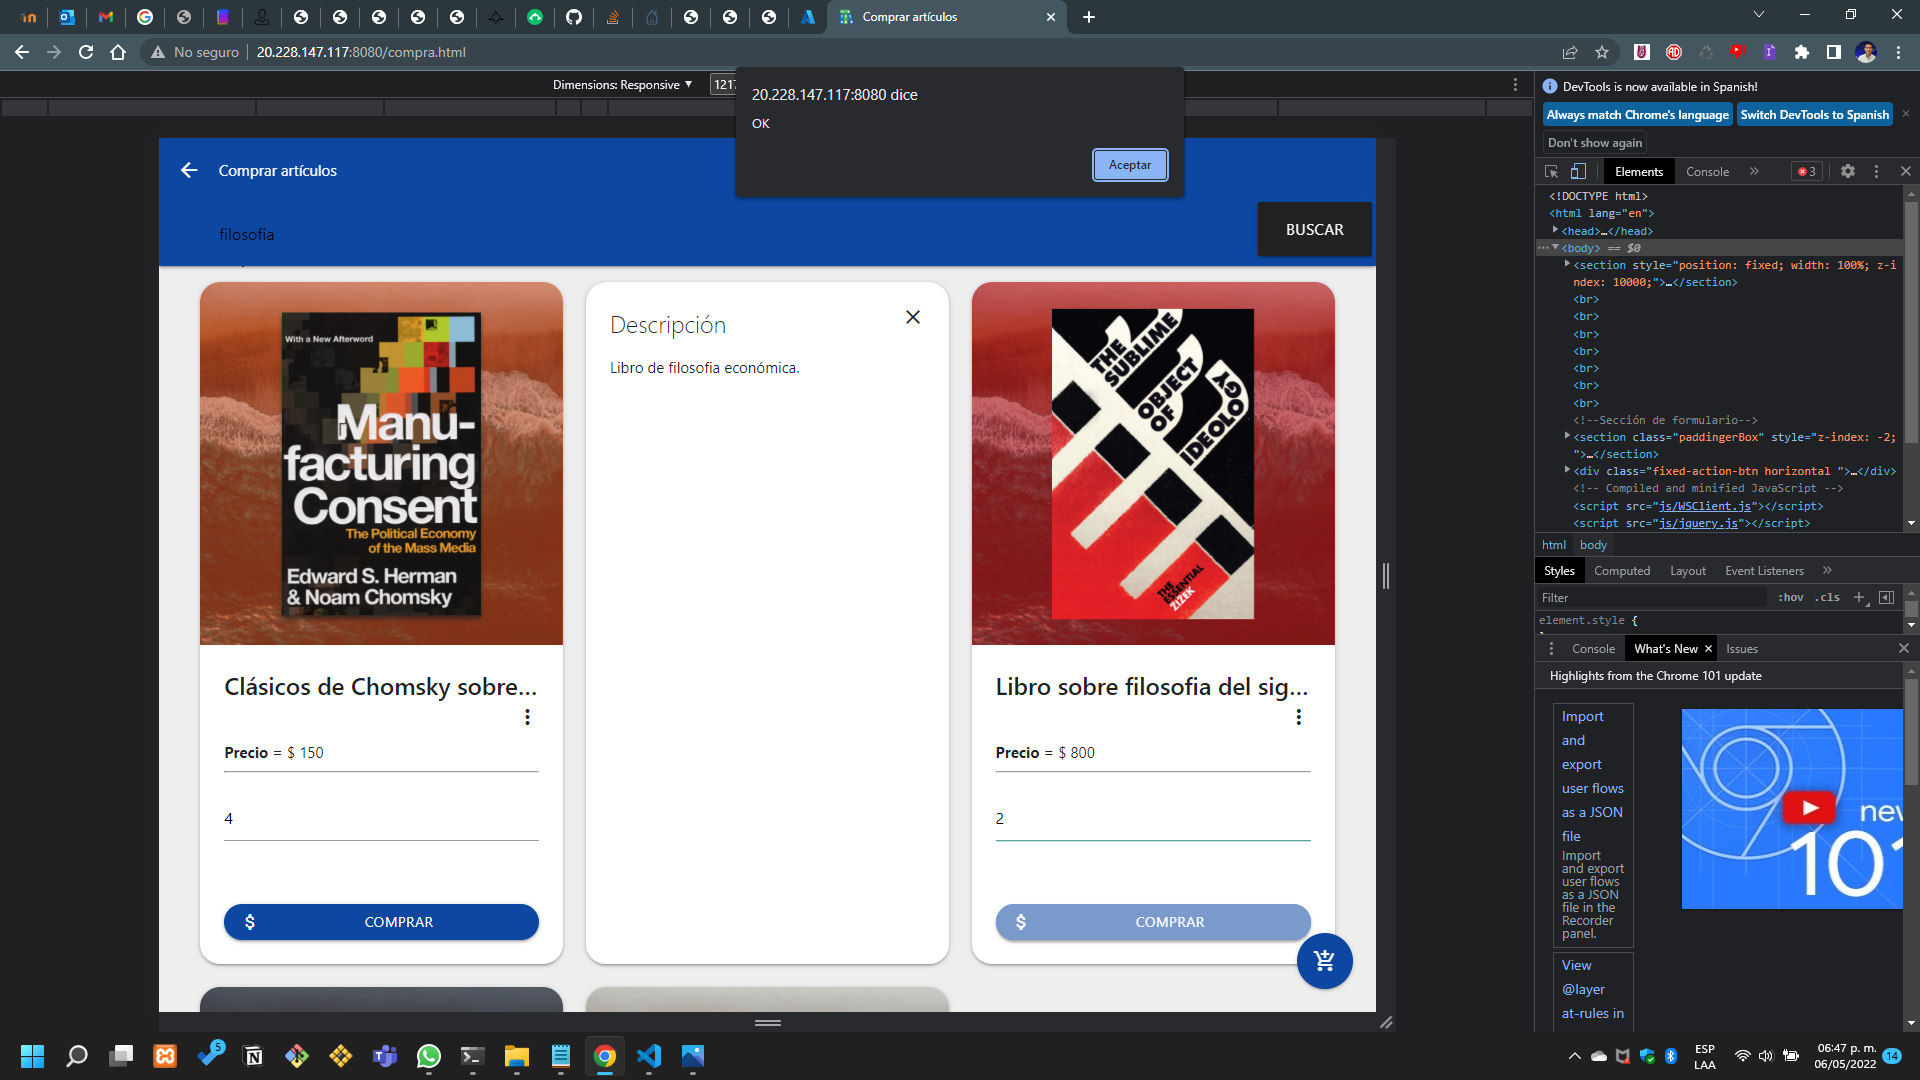 Comprar artículos
No seguro
20.228.147.117:8080/compra.html
Dimensions: Responsive
1217
20.228.147.117:8080 dice
OK
Aceptar
Comprar artículos
filosofia
BUSCAR
With a New Afterword
Manu-
facturing
Consent
The Political Economy
of the Mass Media
Edward S. Herman
& Noam Chomsky
Clásicos de Chomsky sobre...
Precio = $ 150
4
$ COMPRAR
Descripción
Libro de filosofia económica.
THE
SUBLIME
OBJECT
OF
IDEOLOGY
THE
ESSENTIAL
ZIZEK
Libro sobre filosofia del sig...
Precio = $ 800
2
$ COMPRAR
DevTools is now available in Spanish!
Always match Chrome's language
Switch DevTools to Spanish
Don't show again
Elements
Console
3
<!DOCTYPE html>
<html lang="en">
<head>…</head>
<body> == $0
<section style="position: fixed; width: 100%; z-i
ndex: 10000;">…</section>
<br>
<br>
<br>
<br>
<br>
<br>
<br>
<!--Sección de formulario-->
<section class="paddingerBox" style="z-index: -2;
">…</section>
<div class="fixed-action-btn horizontal ">…</div>
<!-- Compiled and minified JavaScript -->
<script src="js/WSClient.js"></script>
<script src="js/jquery.js"></script>
html body
Styles
Computed
Layout
Event Listeners
Filter
:hov .cls
element.style {
Console
What's New
Issues
Highlights from the Chrome 101 update
Import
and
export
user flows
as a JSON
file
Import
and export
user flows
as a JSON
file in the
Recorder
panel.
View
@layer
at-rules in
new
101
5
ESP
LAA
06:47 p. m.
06/05/2022
14